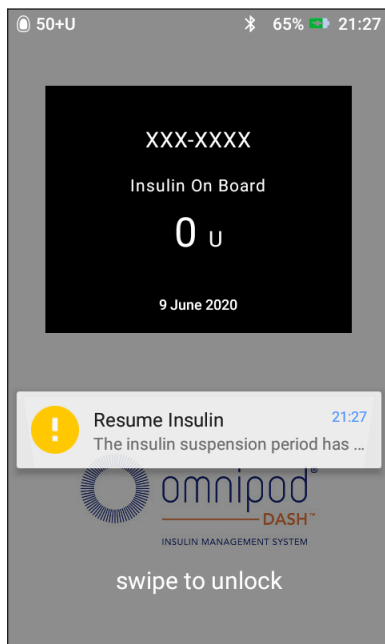 50+U 65% 21:27
XXX-XXXX
Insulin On Board
0 U
9 June 2020
Resume Insulin 21:27
The insulin suspension period has ...
omnipod®
DASH™
INSULIN MANAGEMENT SYSTEM
swipe to unlock